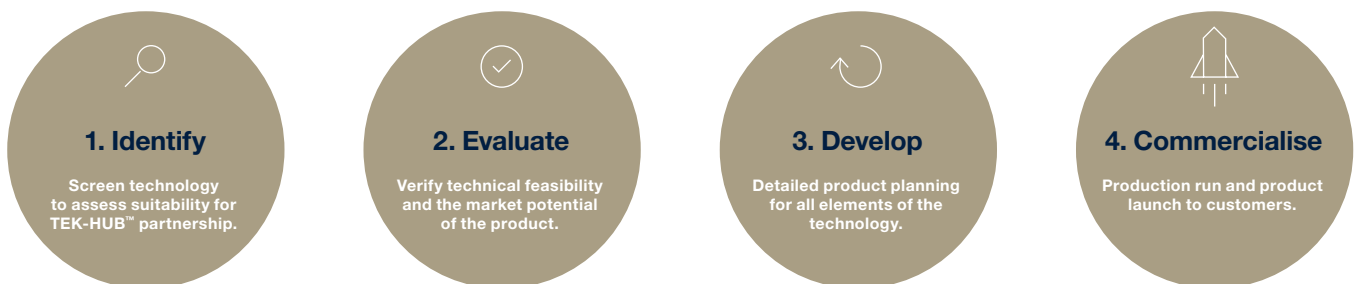 1. Identify
Screen technology
to assess suitability for
TEK-HUB™ partnership.
2. Evaluate
Verify technical feasibility
and the market potential
of the product.
3. Develop
Detailed product planning
for all elements of the
technology.
4. Commercialise
Production run and product
launch to customers.